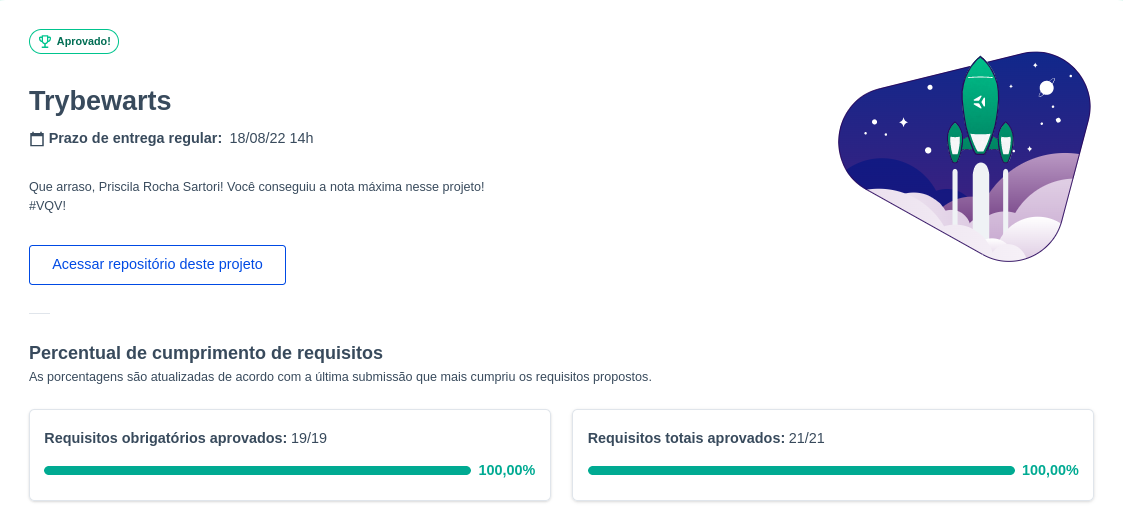 Aprovado!
Trybewarts
Prazo de entrega regular: 18/08/22 14h
Que arraso, Priscila Rocha Sartori! Você conseguiu a nota máxima nesse projeto!
#VQV!
Acessar repositório deste projeto
Percentual de cumprimento de requisitos
As porcentagens são atualizadas de acordo com a última submissão que mais cumpriu os requisitos propostos.
Requisitos obrigatórios aprovados: 19/19
100,00%
Requisitos totais aprovados: 21/21
100,00%